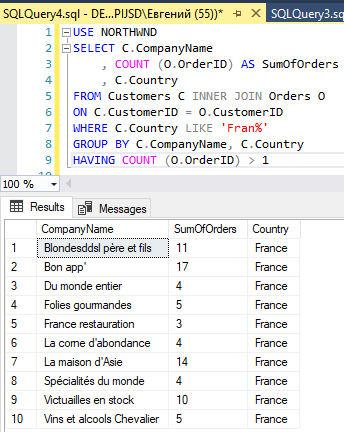 SQLQuery4.sql - DE...PIJSD\Евгений (55))* SQLQuery3.sq
1 USE NORTHWND
2 SELECT C.CompanyName
3 , COUNT (O.OrderID) AS SumOfOrders
4 , C.Country
5 FROM Customers C INNER JOIN Orders O
6 ON C.CustomerID = O.CustomerID
7 WHERE C.Country LIKE 'Fran%'
8 GROUP BY C.CompanyName, C.Country
9 HAVING COUNT (O.OrderID) > 1
100 %
Results Messages
CompanyName SumOfOrders Country
1 Blondesddsl père et fils 11 France
2 Bon app' 17 France
3 Du monde entier 4 France
4 Folies gourmandes 5 France
5 France restauration 3 France
6 La corne d'abondance 4 France
7 La maison d'Asie 14 France
8 Spécialités du monde 4 France
9 Victuailles en stock 10 France
10 Vins et alcools Chevalier 5 France